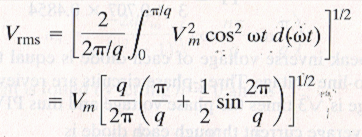 V_rms = [ 2/(2π/q) ∫_0^{π/q} V_m^2 cos^2 ωt d(ωt) ]^{1/2}
= V_m [ q/2π ( π/q + 1/2 sin 2π/q ) ]^{1/2}